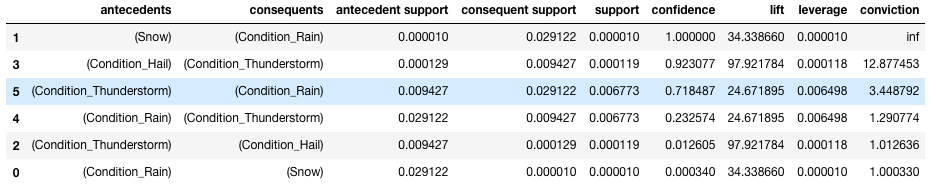 antecedents consequents antecedent support consequent support support confidence lift leverage conviction
1 (Snow) (Condition_Rain) 0.000010 0.029122 0.000010 1.000000 34.338660 0.000010 inf
3 (Condition_Hail) (Condition_Thunderstorm) 0.000129 0.009427 0.000119 0.923077 97.921784 0.000118 12.877453
5 (Condition_Thunderstorm) (Condition_Rain) 0.009427 0.029122 0.006773 0.718487 24.671895 0.006498 3.448792
4 (Condition_Rain) (Condition_Thunderstorm) 0.029122 0.009427 0.006773 0.232574 24.671895 0.006498 1.290774
2 (Condition_Thunderstorm) (Condition_Hail) 0.009427 0.000129 0.000119 0.012605 97.921784 0.000118 1.012636
0 (Condition_Rain) (Snow) 0.029122 0.000010 0.000010 0.000340 34.338660 0.000010 1.000330